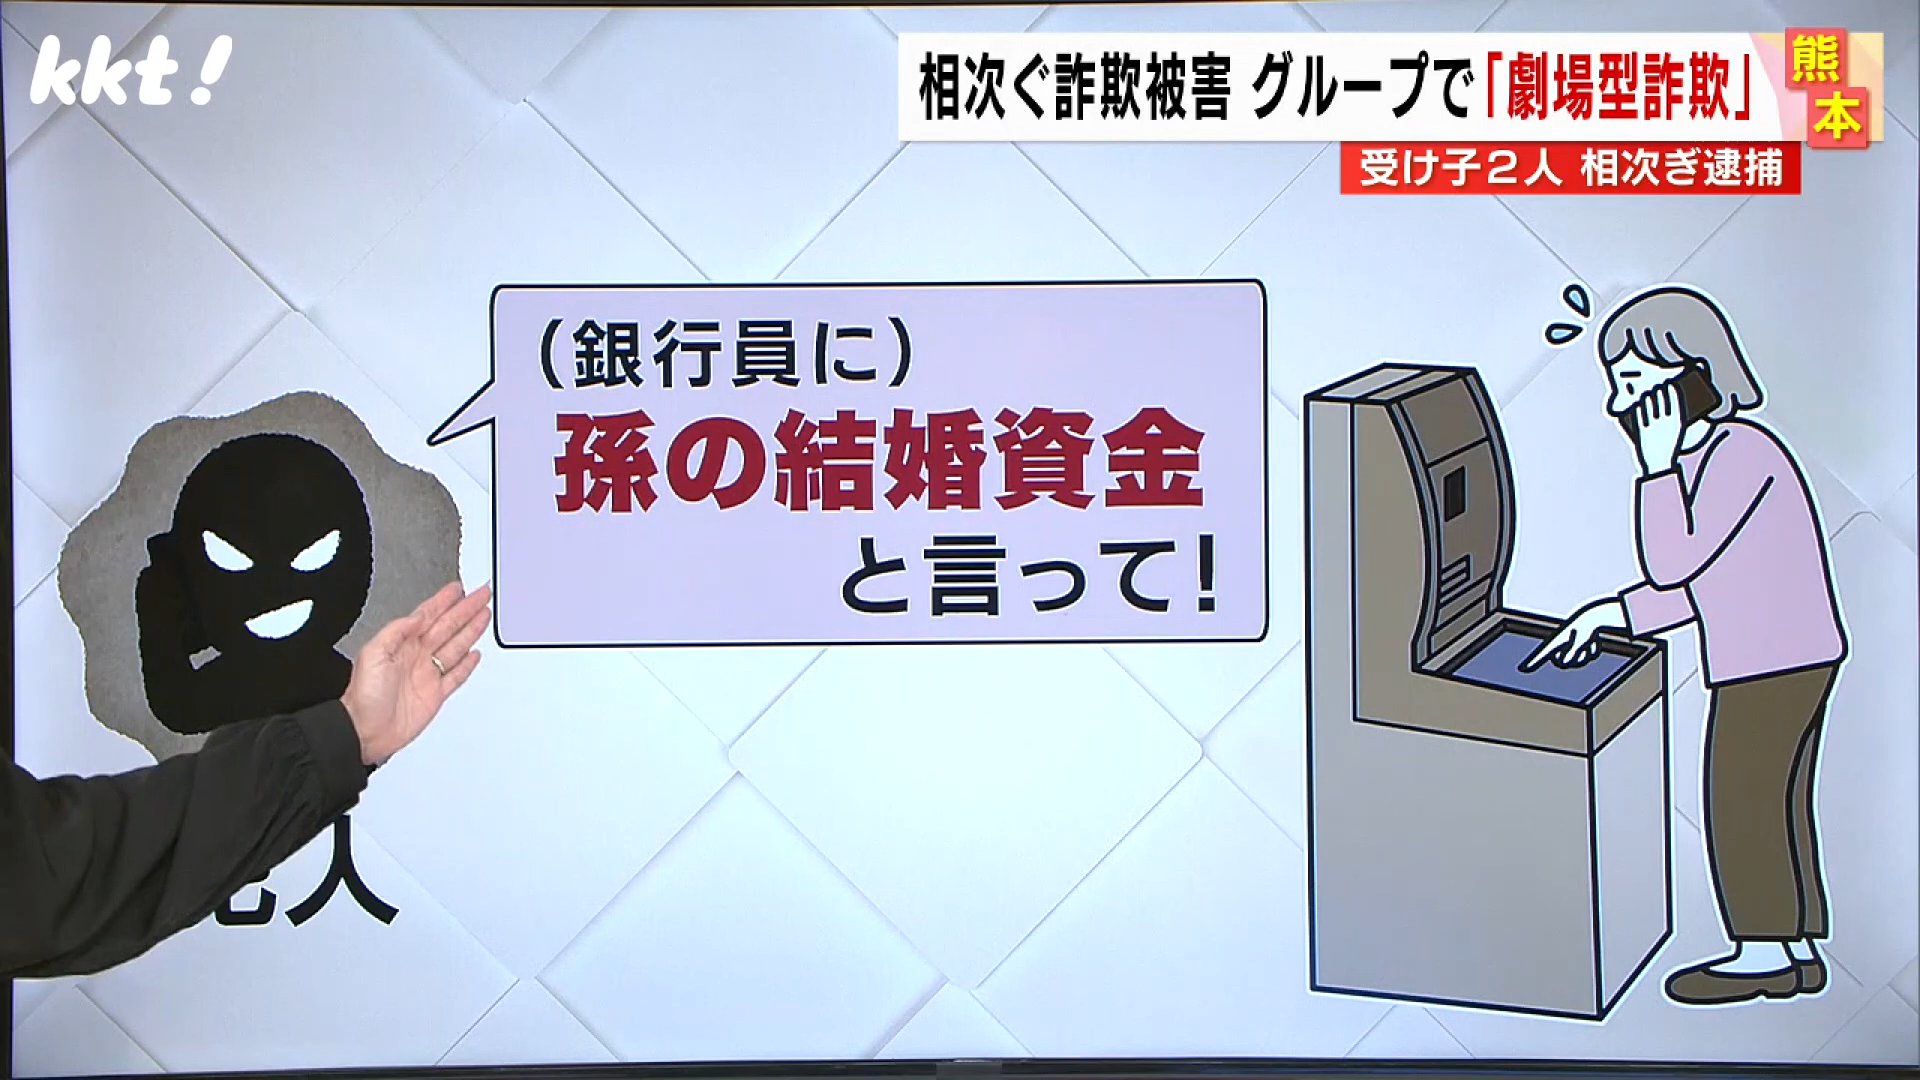 kkt!
相次ぐ詐欺被害 グループで「劇場型詐欺」
熊本
受け子2人 相次ぎ逮捕
(銀行員に)
孫の結婚資金
と言って!
人